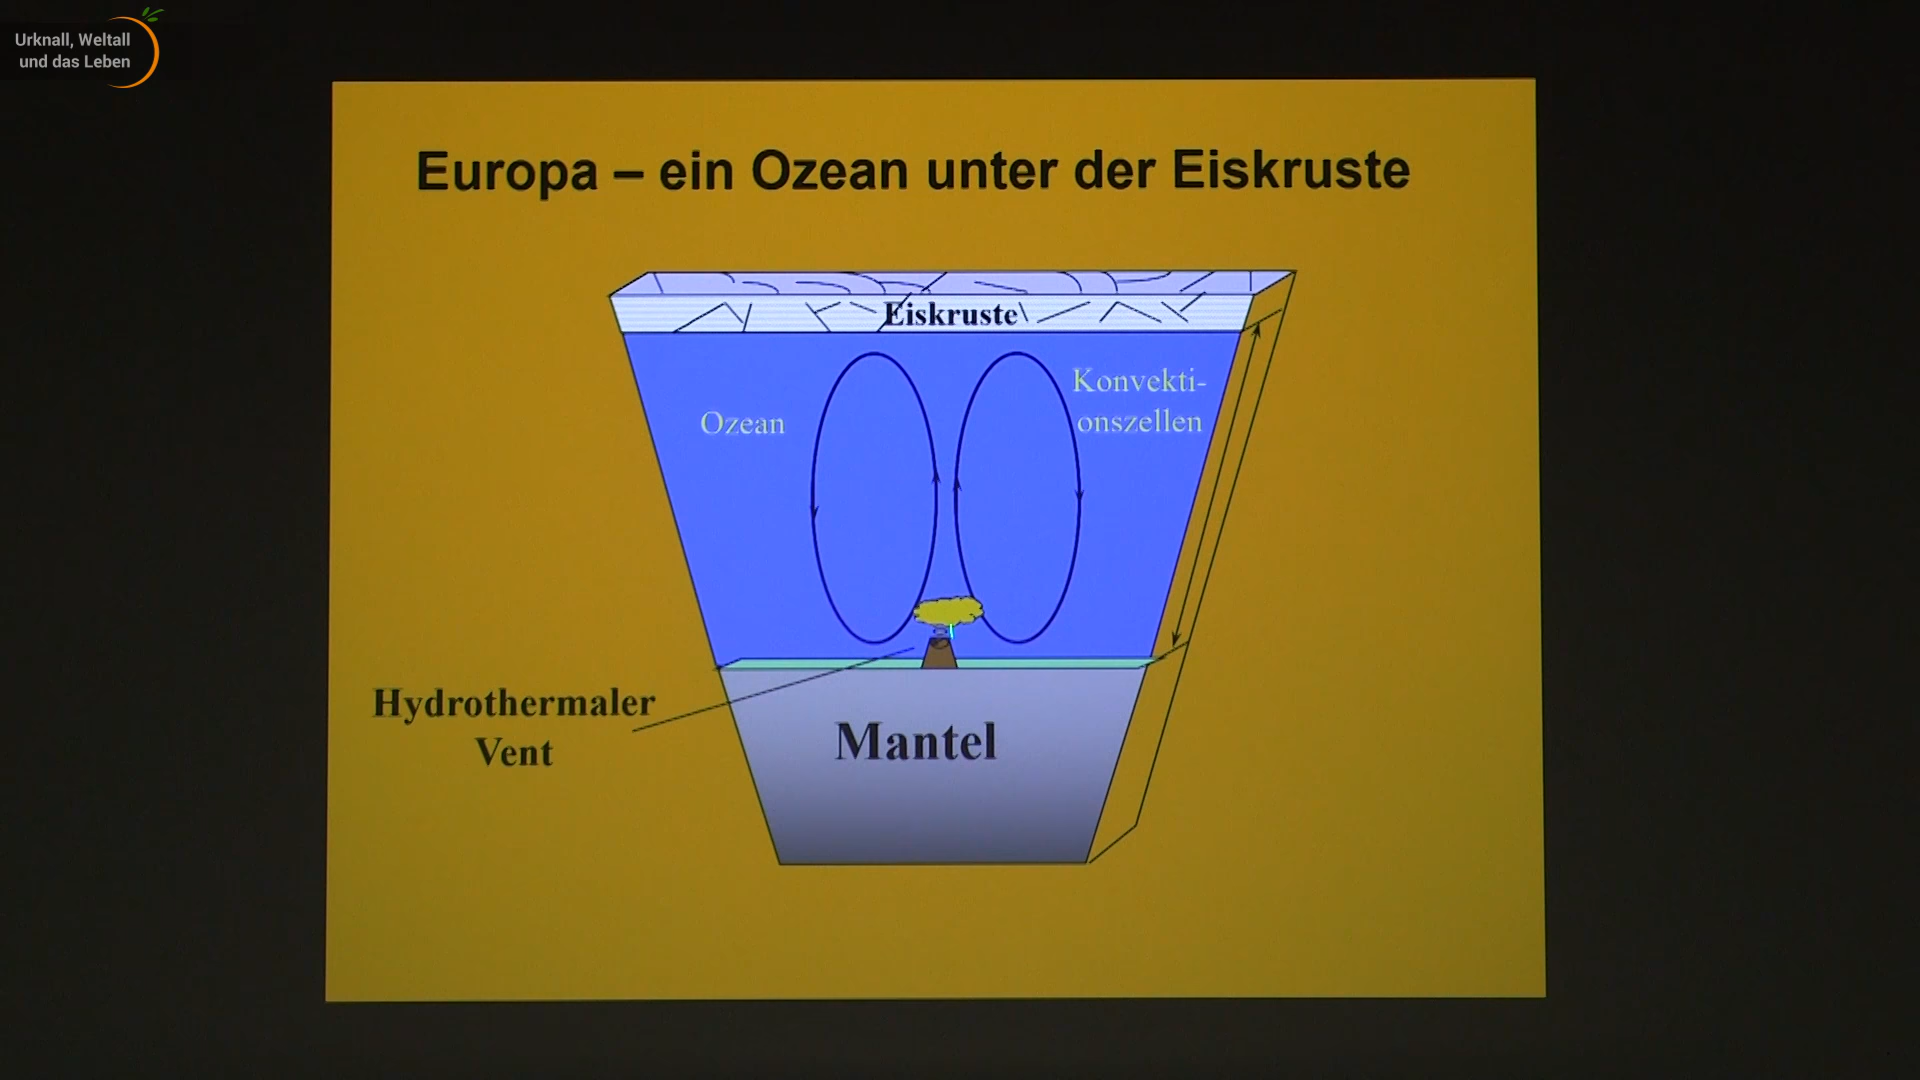 Urknall, Weltall
und das Leben
Europa – ein Ozean unter der Eiskruste
Eiskruste
Konvekti-
onszellen
Ozean
Hydrothermaler
Vent
Mantel